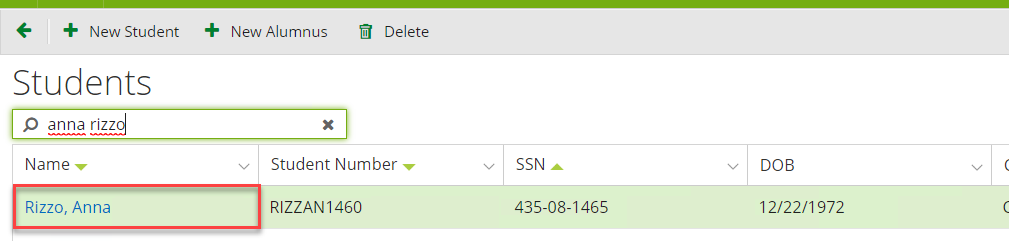 New Student New Alumnus Delete
Students
anna rizzo
Name Student Number SSN DOB
Rizzo, Anna RIZZAN1460 435-08-1465 12/22/1972